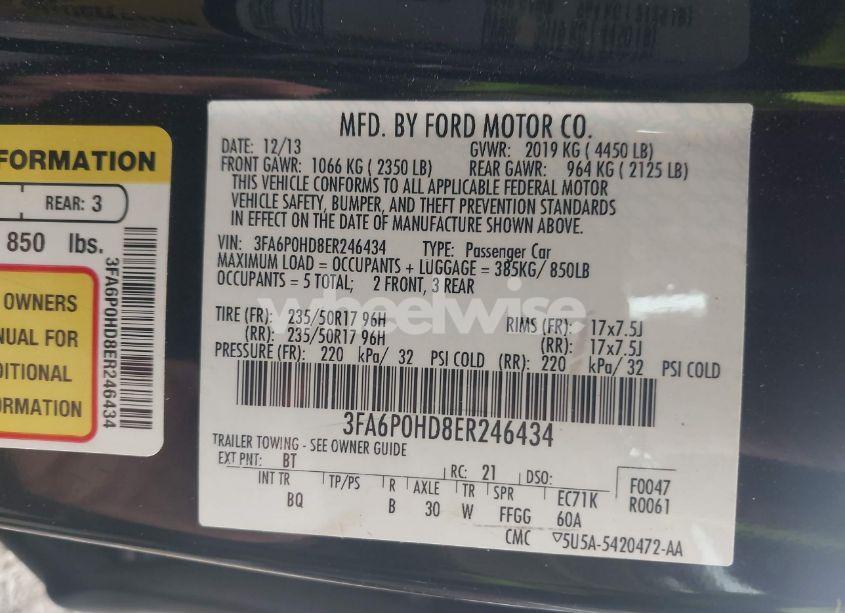 FORMATION
REAR: 3
850 lbs.
OWNERS
NUAL FOR
DITIONAL
FORMATION
3FA6P0HD8ER246434
MFD. BY FORD MOTOR CO.
DATE: 12/13 GVWR: 2019 KG ( 4450 LB)
FRONT GAWR: 1066 KG ( 2350 LB) REAR GAWR: 964 KG ( 2125 LB)
THIS VEHICLE CONFORMS TO ALL APPLICABLE FEDERAL MOTOR
VEHICLE SAFETY, BUMPER, AND THEFT PREVENTION STANDARDS
IN EFFECT ON THE DATE OF MANUFACTURE SHOWN ABOVE.
VIN: 3FA6P0HD8ER246434 TYPE: Passenger Car
MAXIMUM LOAD = OCCUPANTS + LUGGAGE = 385KG/ 850LB
OCCUPANTS = 5 TOTAL; 2 FRONT, 3 REAR
wheelwise
TIRE (FR): 235/50R17 96H RIMS (FR): 17x7.5J
(RR): 235/50R17 96H (RR): 17x7.5J
PRESSURE (FR): 220 kPa/ 32 PSI COLD (RR): 220 kPa/ 32 PSI COLD
3FA6P0HD8ER246434
TRAILER TOWING - SEE OWNER GUIDE
EXT PNT: BT RC: 21 DSO: F0047
INT TR TP/PS R AXLE TR SPR EC71K R0061
BQ B 30 W FFGG 60A
CMC ▽5U5A-5420472-AA